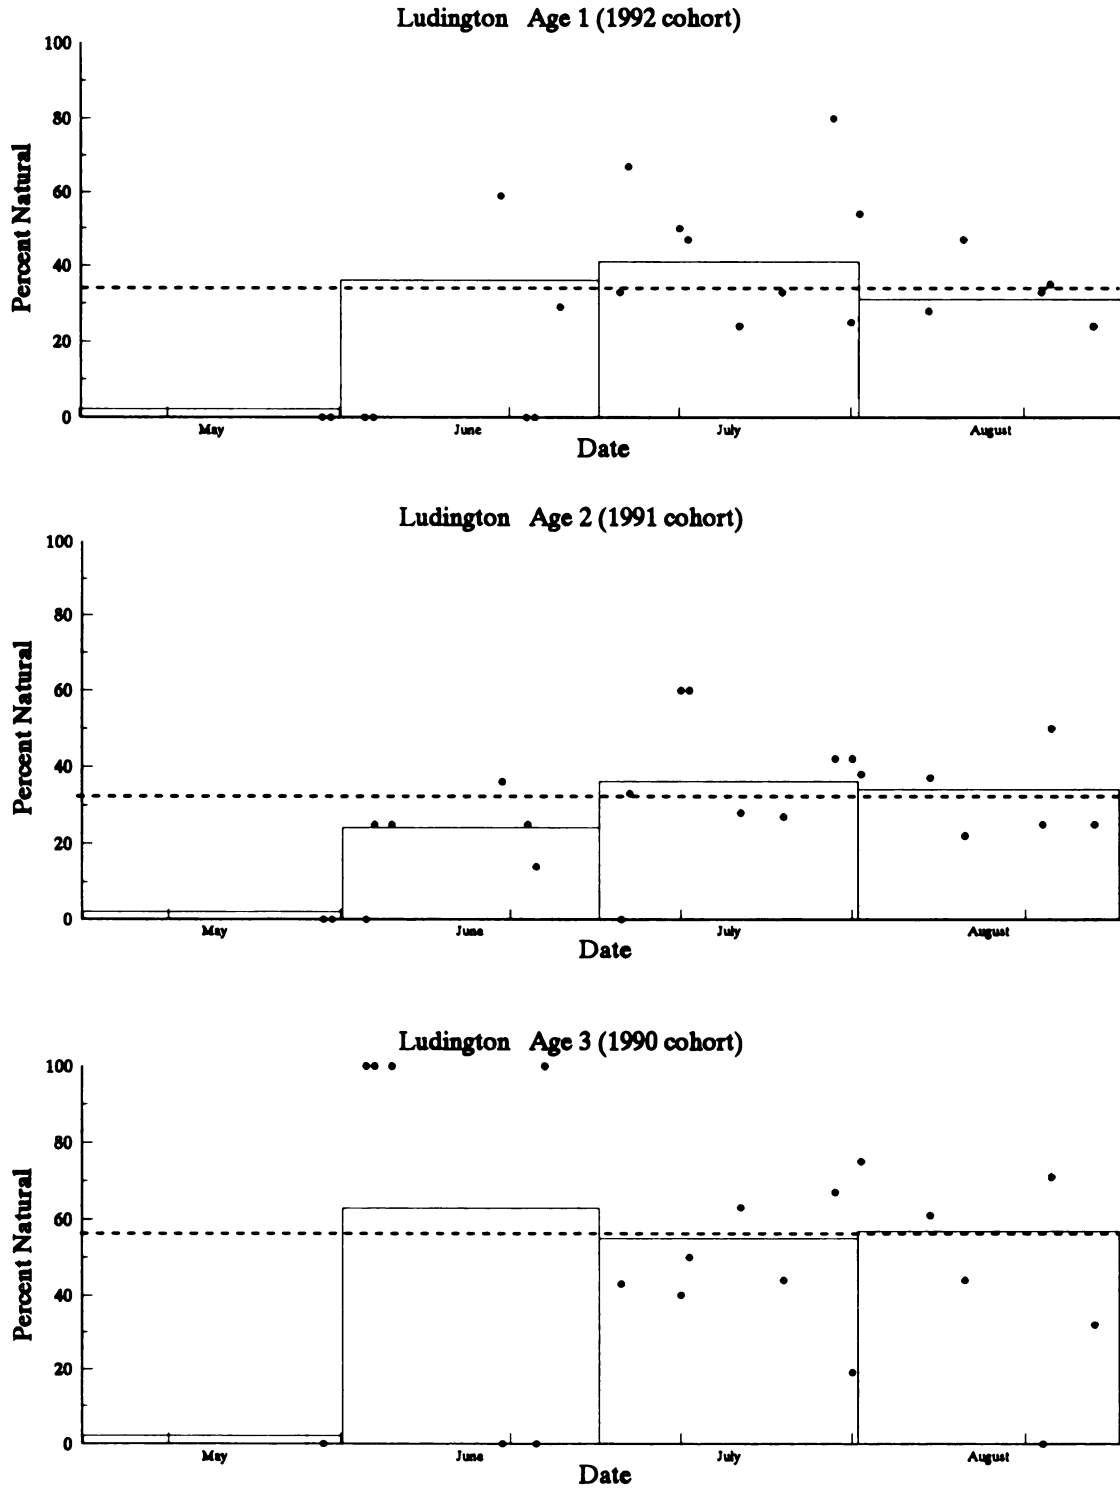 Ludington Age 1 (1992 cohort)
100
80
60
40
20
0
Percent Natural
May June July August
Date
Ludington Age 2 (1991 cohort)
100
80
60
40
20
0
Percent Natural
May June July August
Date
Ludington Age 3 (1990 cohort)
100
80
60
40
20
0
Percent Natural
May June July August
Date